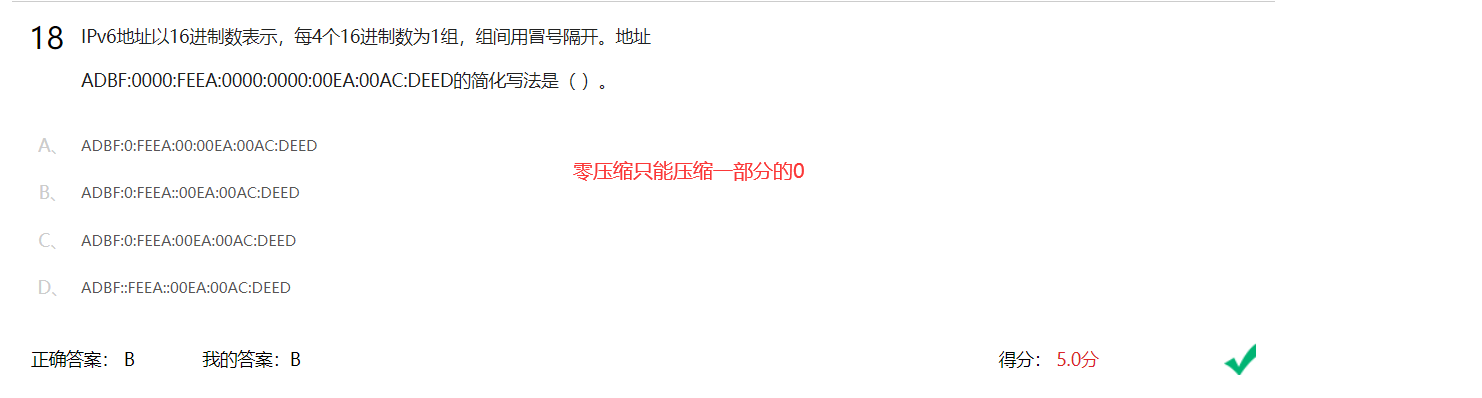 18 IPv6地址以16进制数表示，每4个16进制数为1组，组间用冒号隔开。地址
ADBF:0000:FEEA:0000:0000:00EA:00AC:DEED的简化写法是（ ）。
A、 ADBF:0:FEEA:00:00EA:00AC:DEED
零压缩只能压缩一部分的0
B、 ADBF:0:FEEA::00EA:00AC:DEED
C、 ADBF:0:FEEA:00EA:00AC:DEED
D、 ADBF::FEEA::00EA:00AC:DEED
正确答案： B 我的答案：B 得分： 5.0分